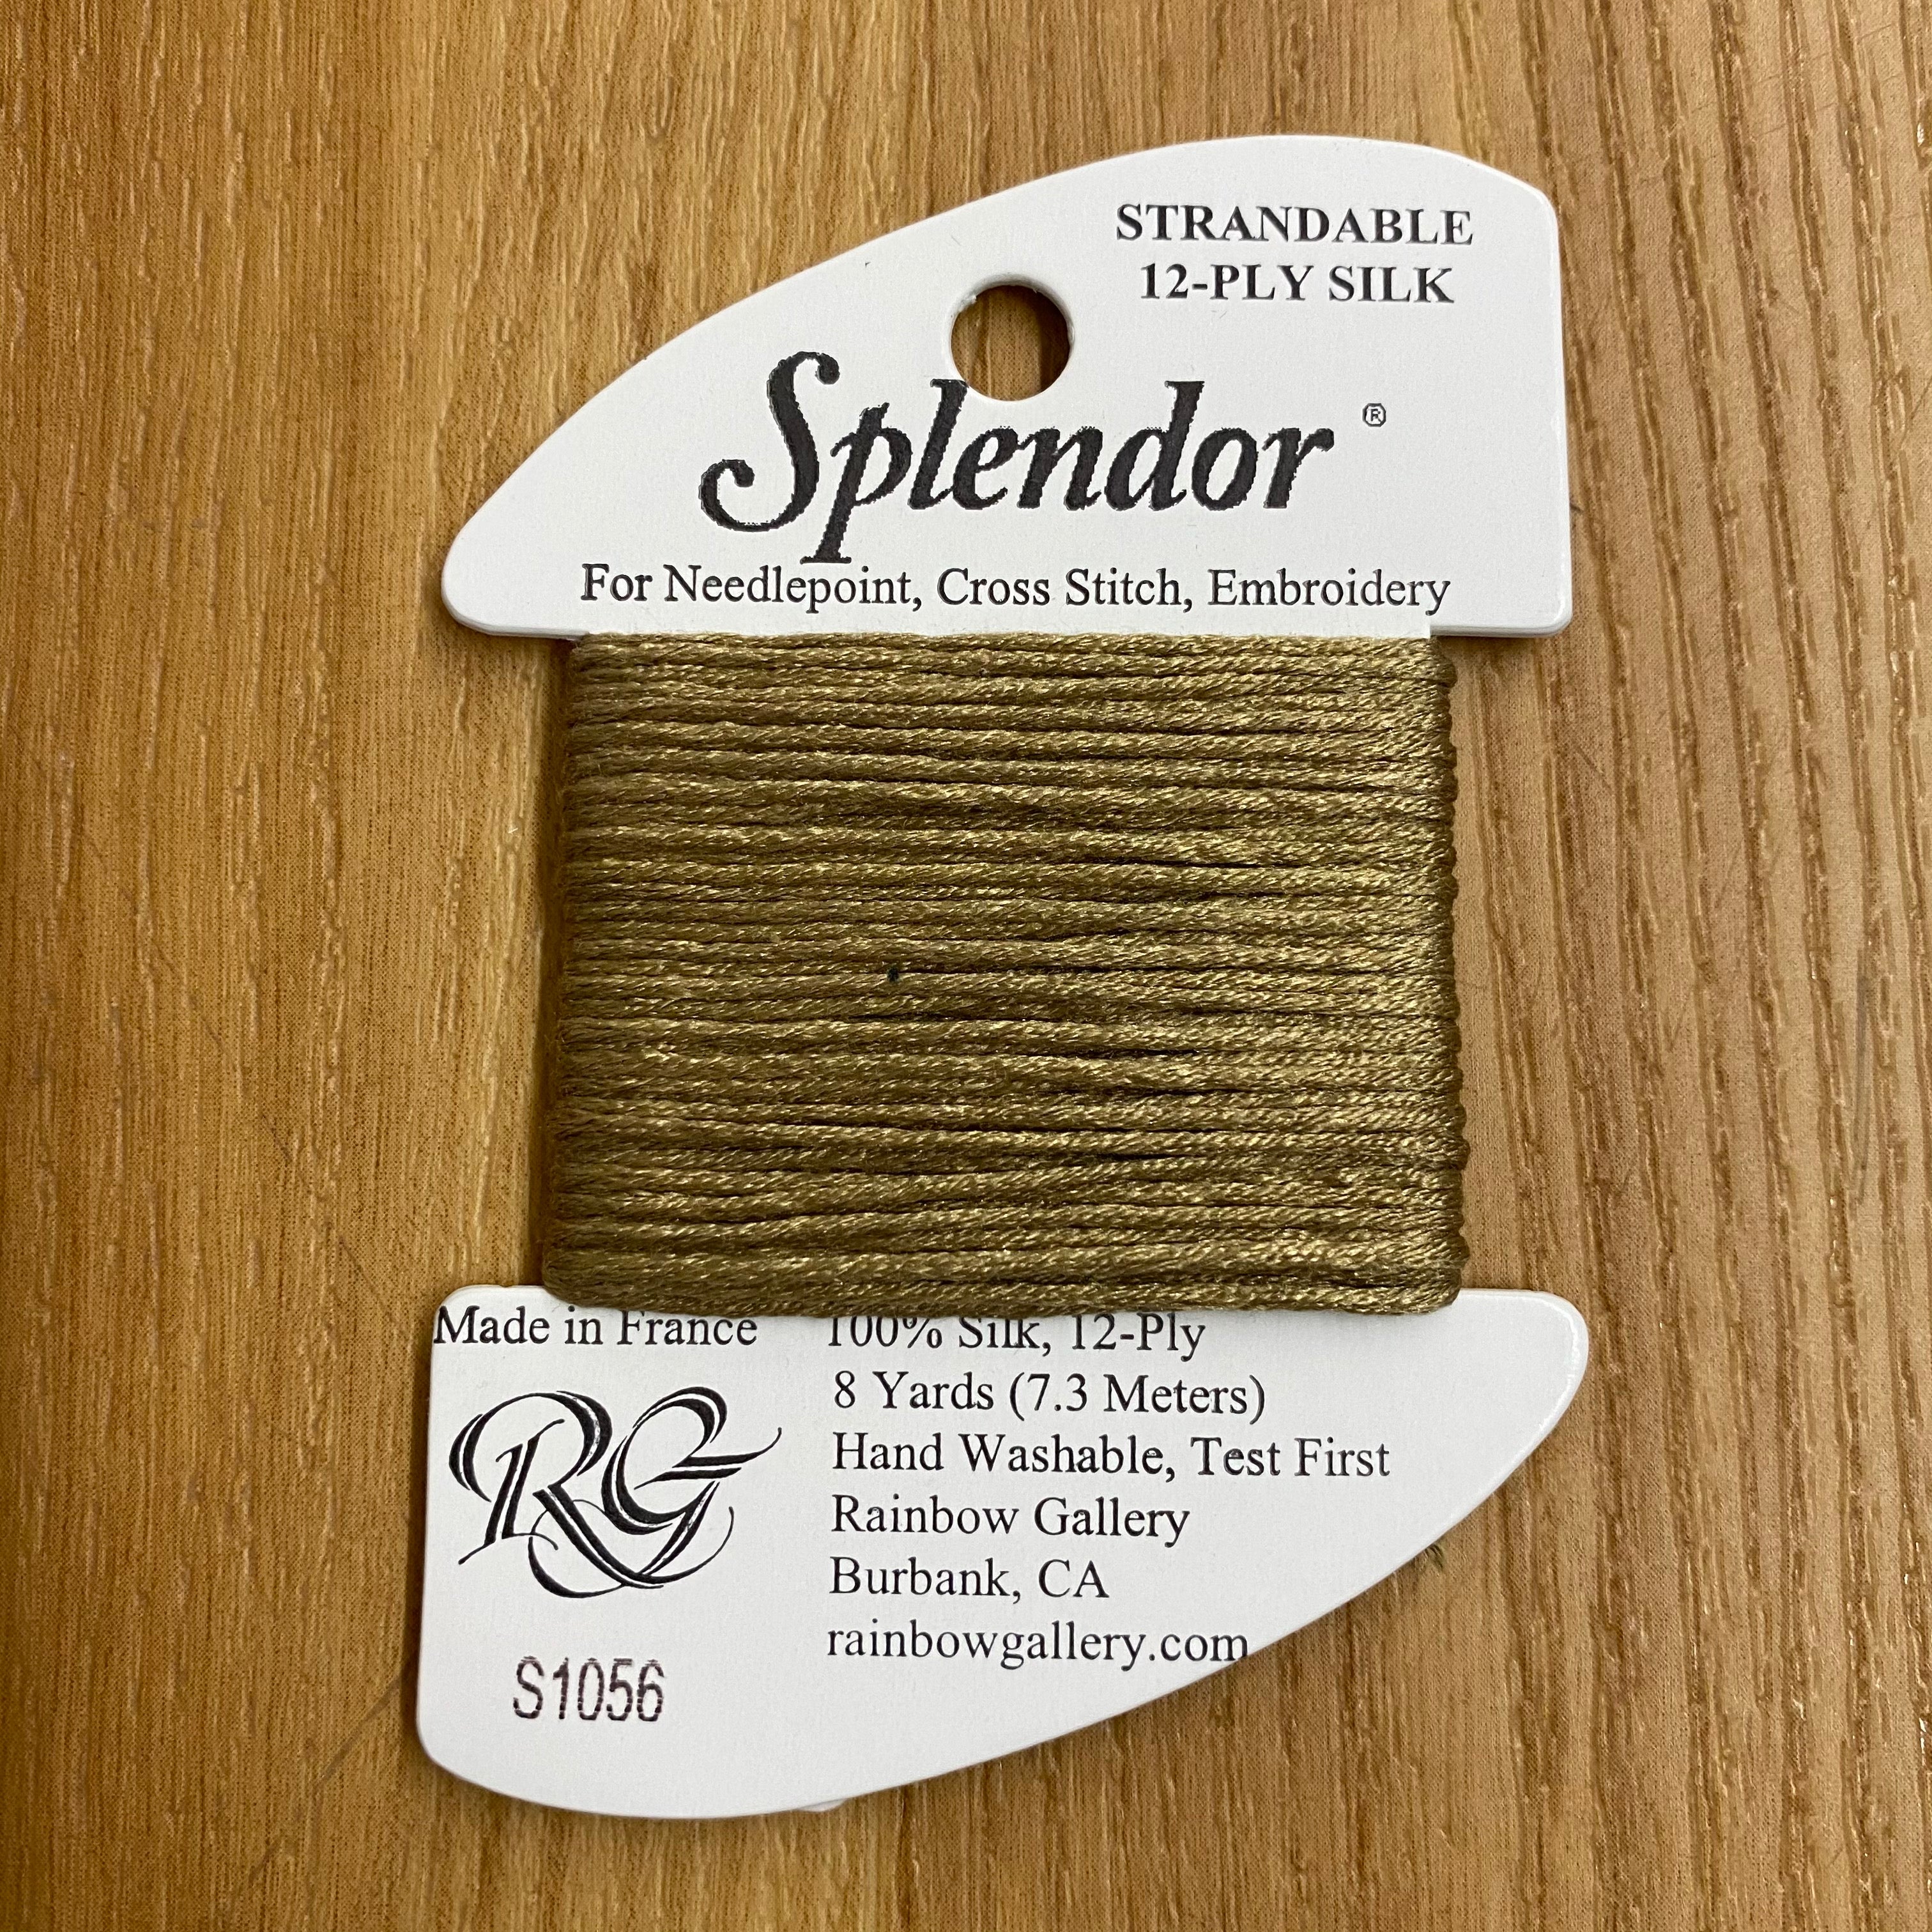 STRANDABLE
12-PLY SILK
Splendor ®
For Needlepoint, Cross Stitch, Embroidery
Made in France
RG
S1056
100% Silk, 12-Ply
8 Yards (7.3 Meters)
Hand Washable, Test First
Rainbow Gallery
Burbank, CA
rainbowgallery.com